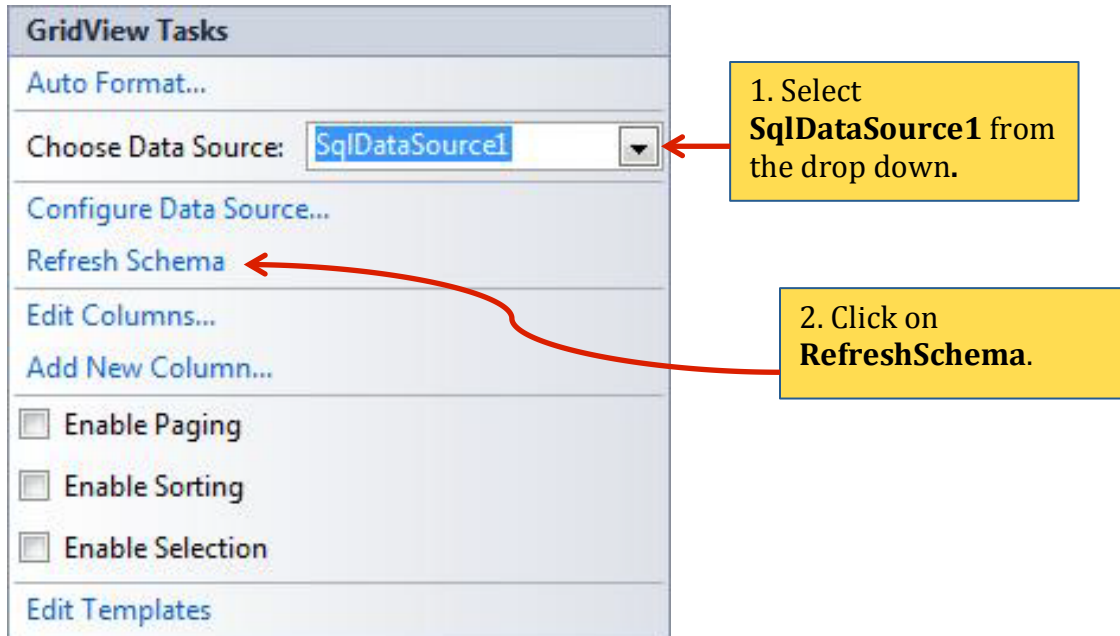 GridView Tasks
Auto Format...
Choose Data Source: SqlDataSource1
Configure Data Source...
Refresh Schema
Edit Columns...
Add New Column...
Enable Paging
Enable Sorting
Enable Selection
Edit Templates
1. Select
SqlDataSource1 from
the drop down.
2. Click on
RefreshSchema.